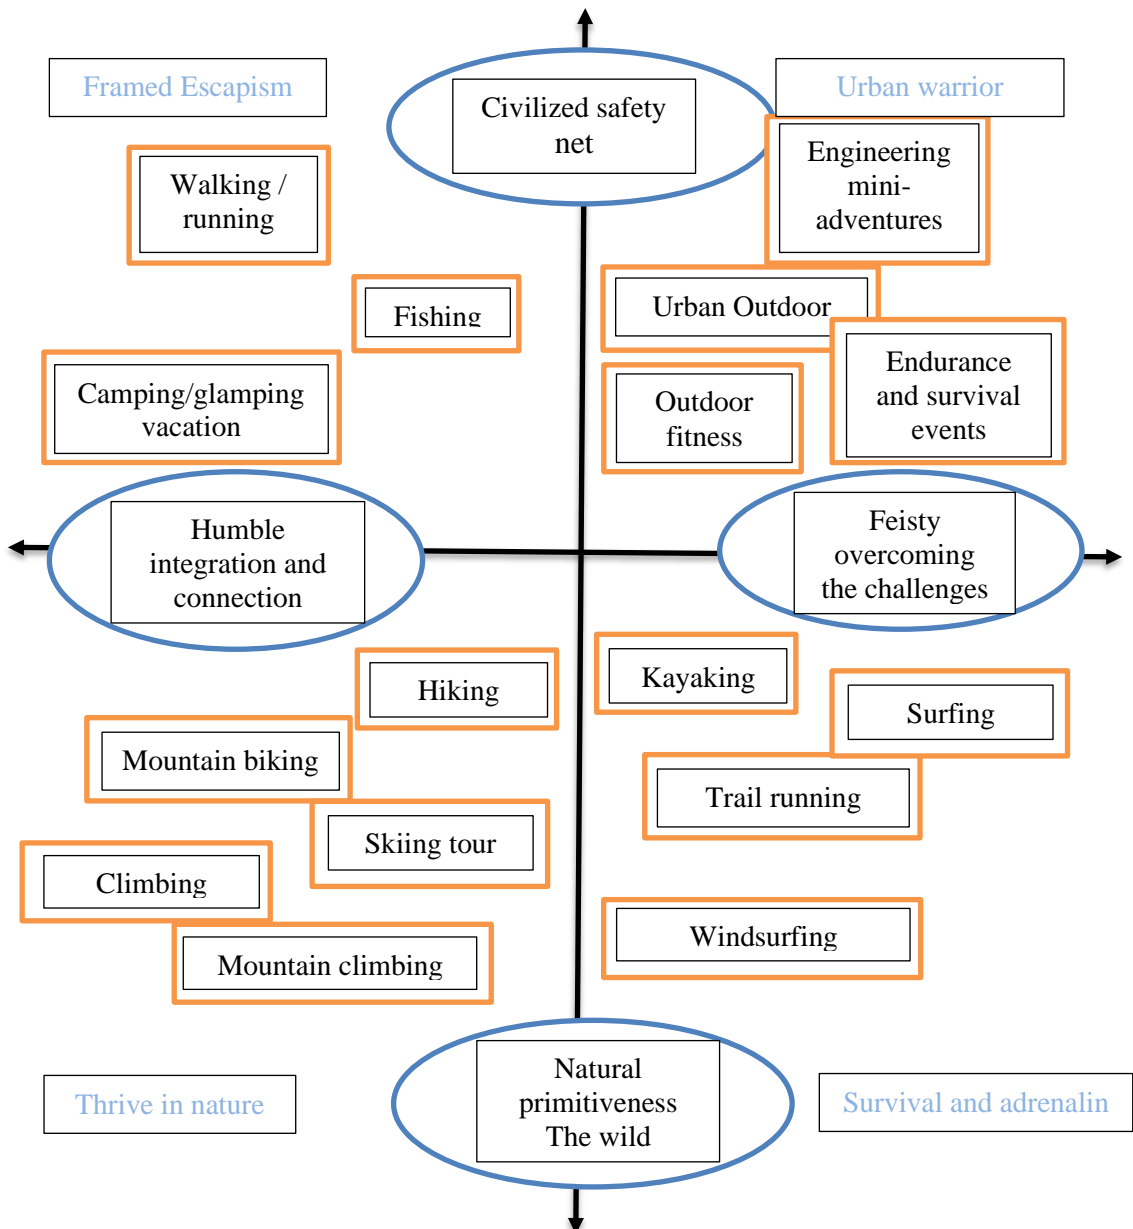 Framed Escapism
Civilized safety
net
Urban warrior
Walking /
running
Engineering
mini-
adventures
Fishing
Urban Outdoor
Camping/glamping
vacation
Outdoor
fitness
Endurance
and survival
events
Humble
integration and
connection
Feisty
overcoming
the challenges
Hiking
Kayaking
Surfing
Mountain biking
Trail running
Skiing tour
Climbing
Windsurfing
Mountain climbing
Natural
primitiveness
The wild
Thrive in nature
Survival and adrenalin